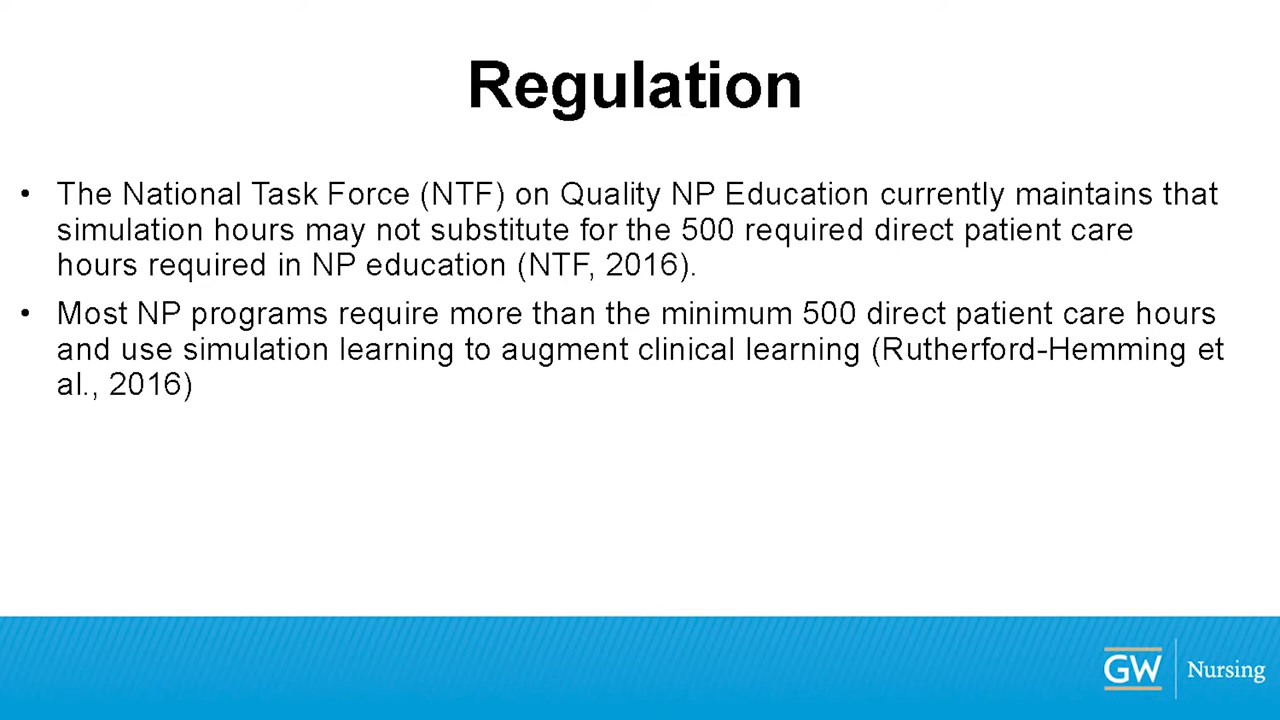 Regulation
• The National Task Force (NTF) on Quality NP Education currently maintains that
simulation hours may not substitute for the 500 required direct patient care
hours required in NP education (NTF, 2016).
• Most NP programs require more than the minimum 500 direct patient care hours
and use simulation learning to augment clinical learning (Rutherford-Hemming et
al., 2016)
GW | Nursing